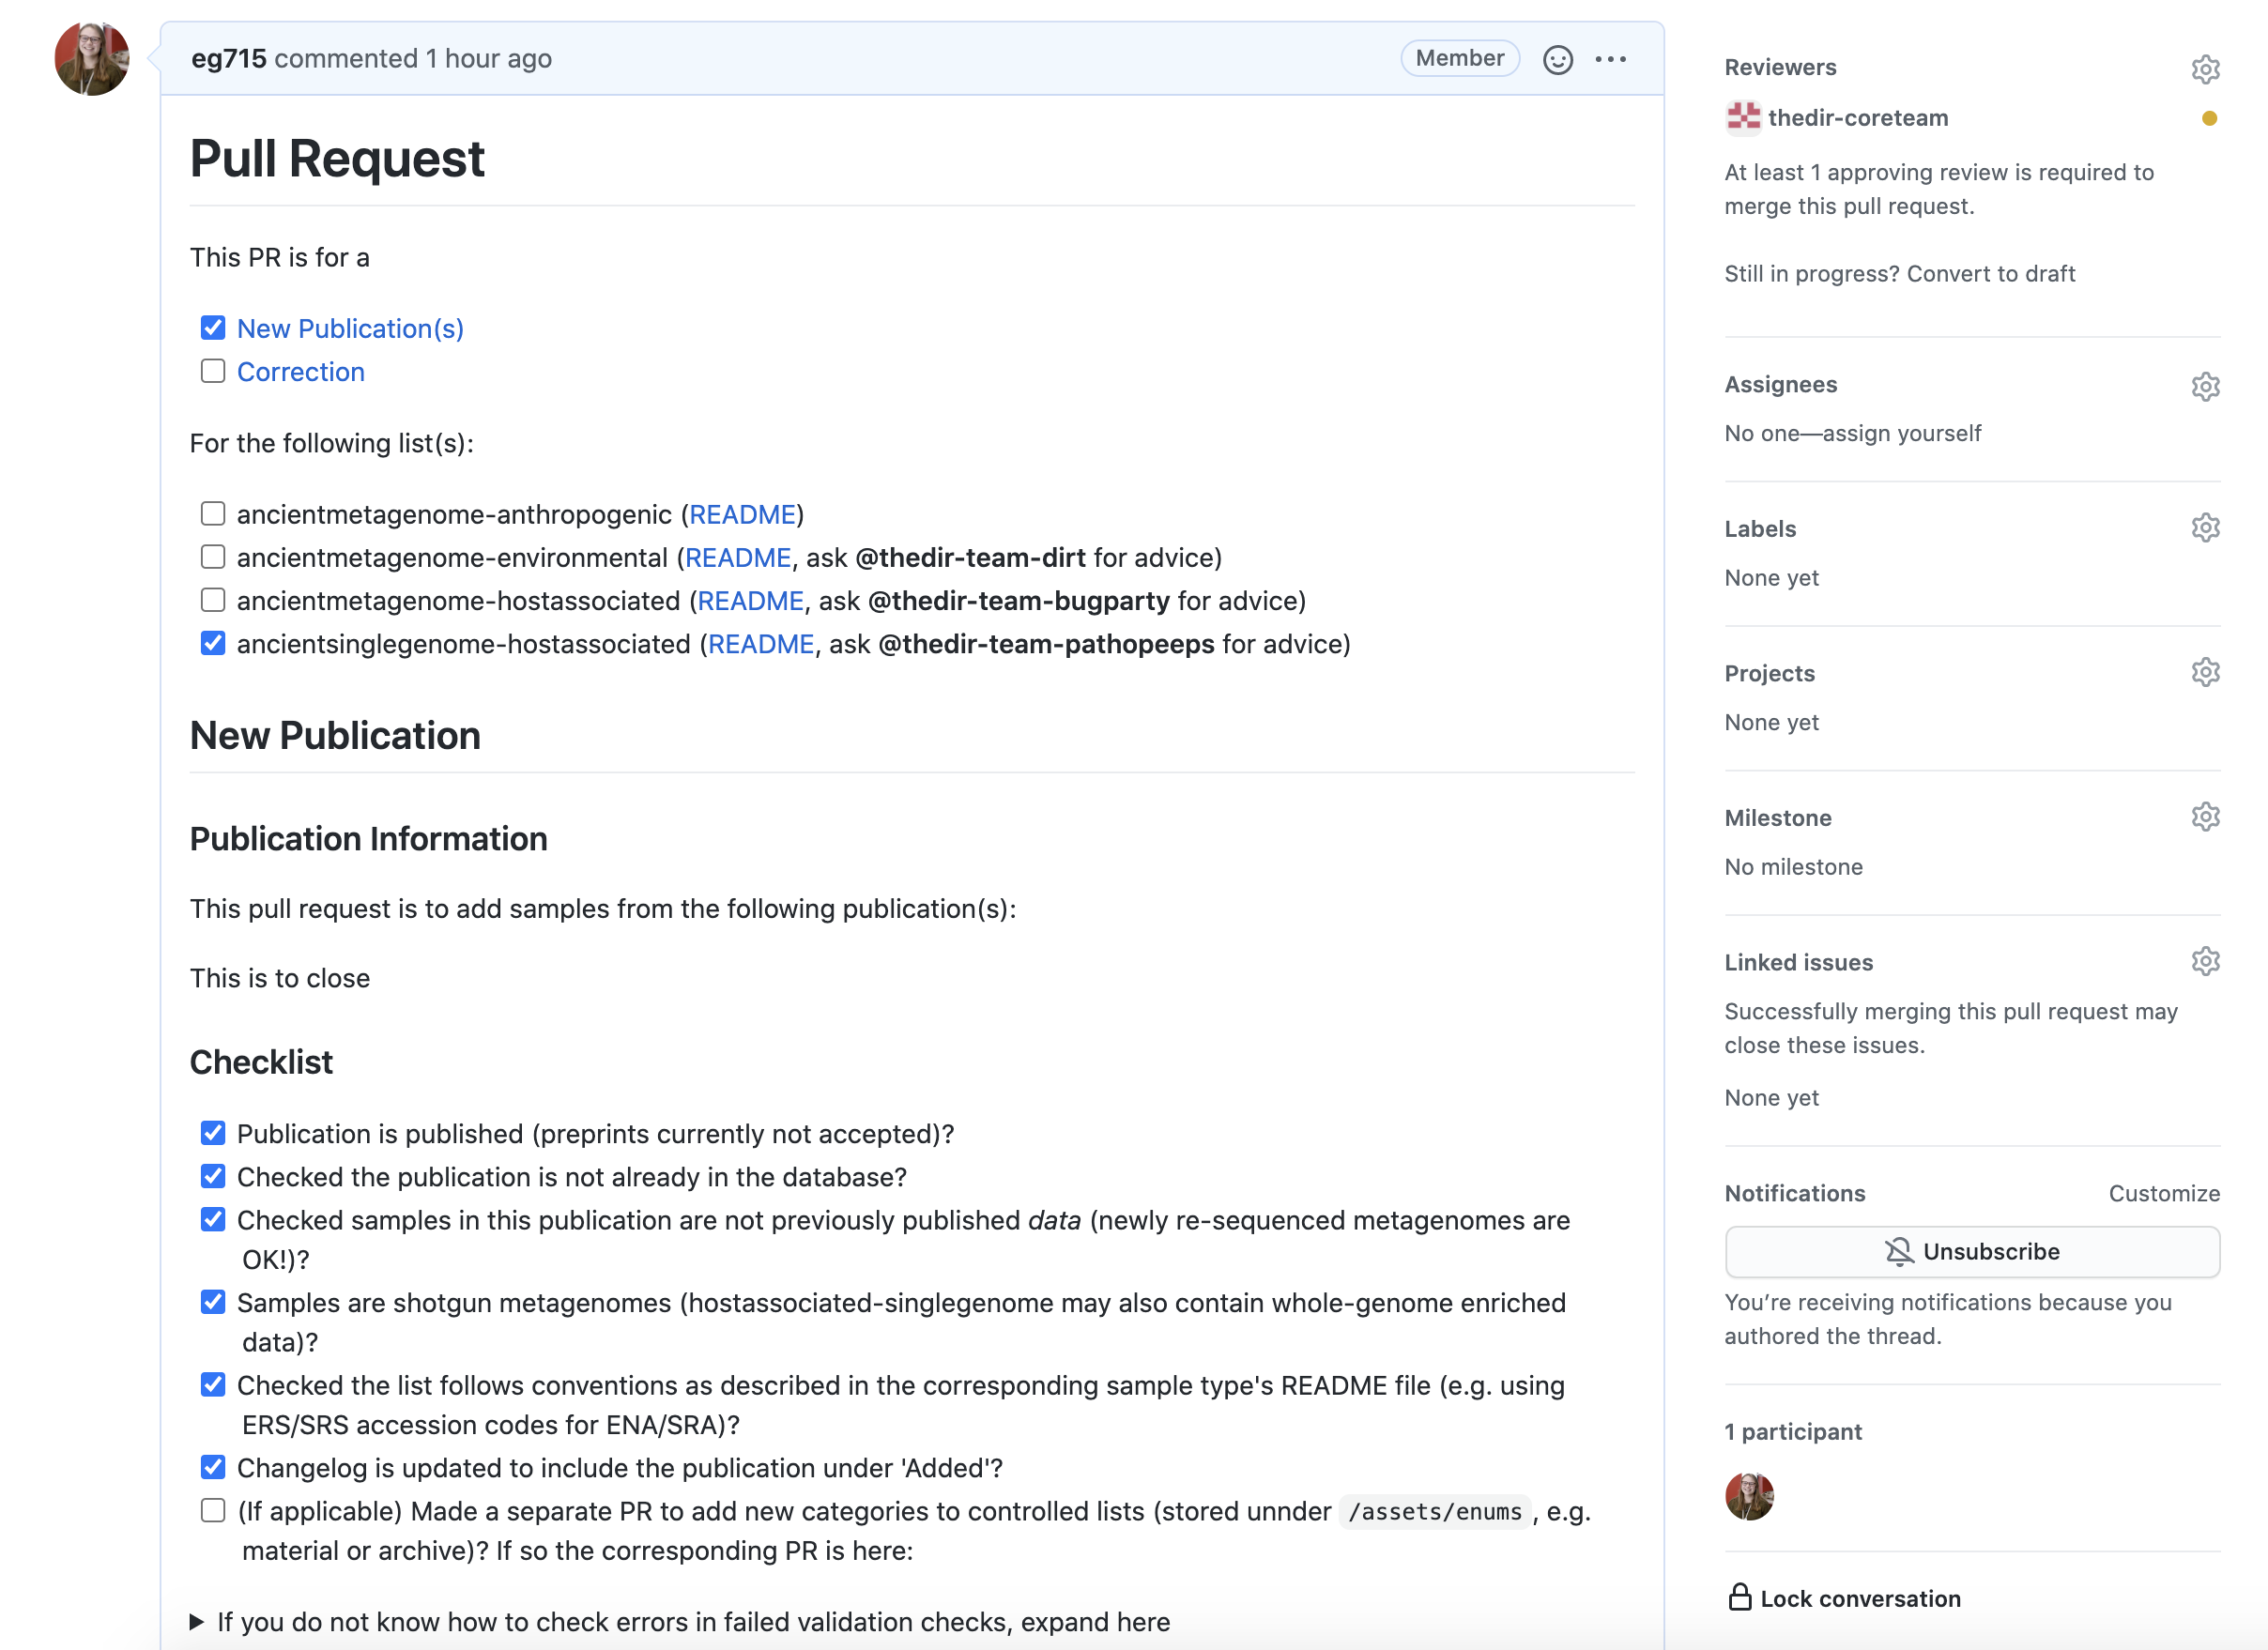 eg715 commented 1 hour ago
Member
Pull Request
This PR is for a
New Publication(s)
Correction
For the following list(s):
ancientmetagenome-anthropogenic (README)
ancientmetagenome-environmental (README, ask @thedir-team-dirt for advice)
ancientmetagenome-hostassociated (README, ask @thedir-team-bugparty for advice)
ancientsinglegenome-hostassociated (README, ask @thedir-team-pathopeeps for advice)
New Publication
Publication Information
This pull request is to add samples from the following publication(s):
This is to close
Checklist
Publication is published (preprints currently not accepted)?
Checked the publication is not already in the database?
Checked samples in this publication are not previously published data (newly re-sequenced metagenomes are
OK!)?
Samples are shotgun metagenomes (hostassociated-singlegenome may also contain whole-genome enriched
data)?
Checked the list follows conventions as described in the corresponding sample type's README file (e.g. using
ERS/SRS accession codes for ENA/SRA)?
Changelog is updated to include the publication under 'Added'?
(If applicable) Made a separate PR to add new categories to controlled lists (stored unnder /assets/enums , e.g.
material or archive)? If so the corresponding PR is here:
If you do not know how to check errors in failed validation checks, expand here
Reviewers
thedir-coreteam
At least 1 approving review is required to
merge this pull request.
Still in progress? Convert to draft
Assignees
No one—assign yourself
Labels
None yet
Projects
None yet
Milestone
No milestone
Linked issues
Successfully merging this pull request may
close these issues.
None yet
Notifications
Customize
Unsubscribe
You’re receiving notifications because you
authored the thread.
1 participant
Lock conversation